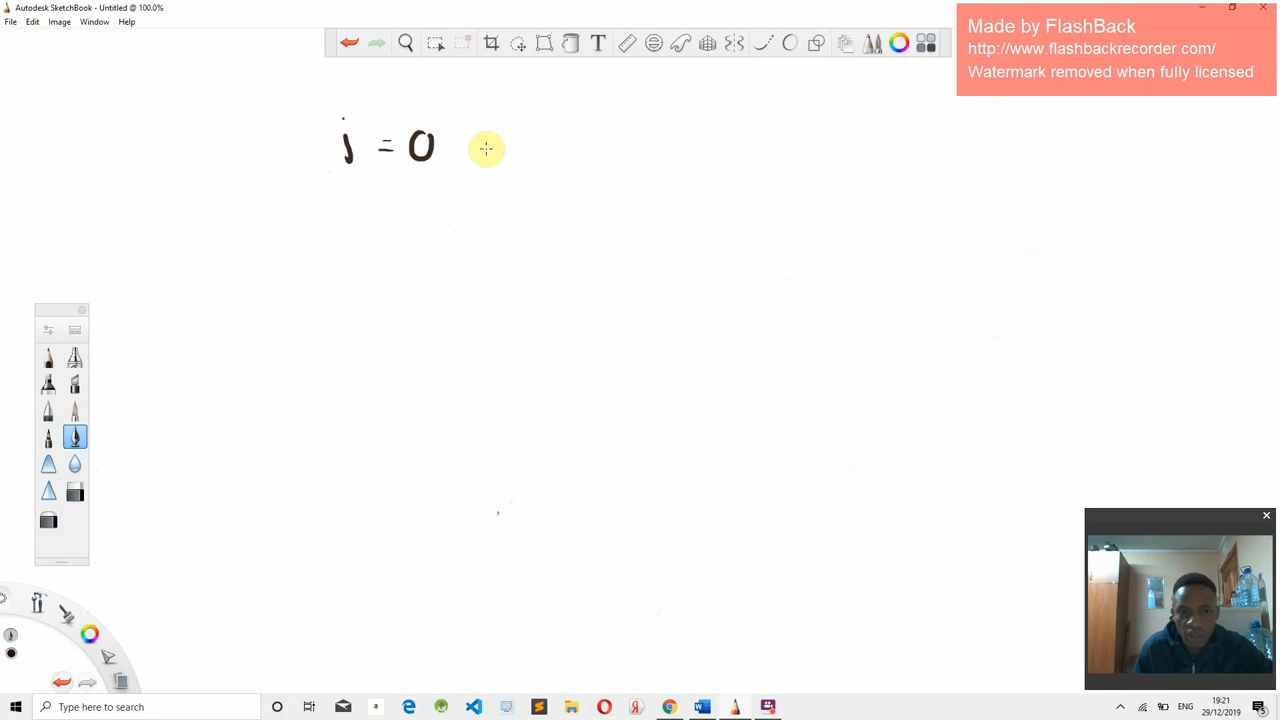 Autodesk SketchBook - Untitled @ 100.0%
File Edit Image Window Help
Made by FlashBack
http://www.flashbackrecorder.com/
Watermark removed when fully licensed
j = 0
Type here to search
ENG
19:21
29/12/2019